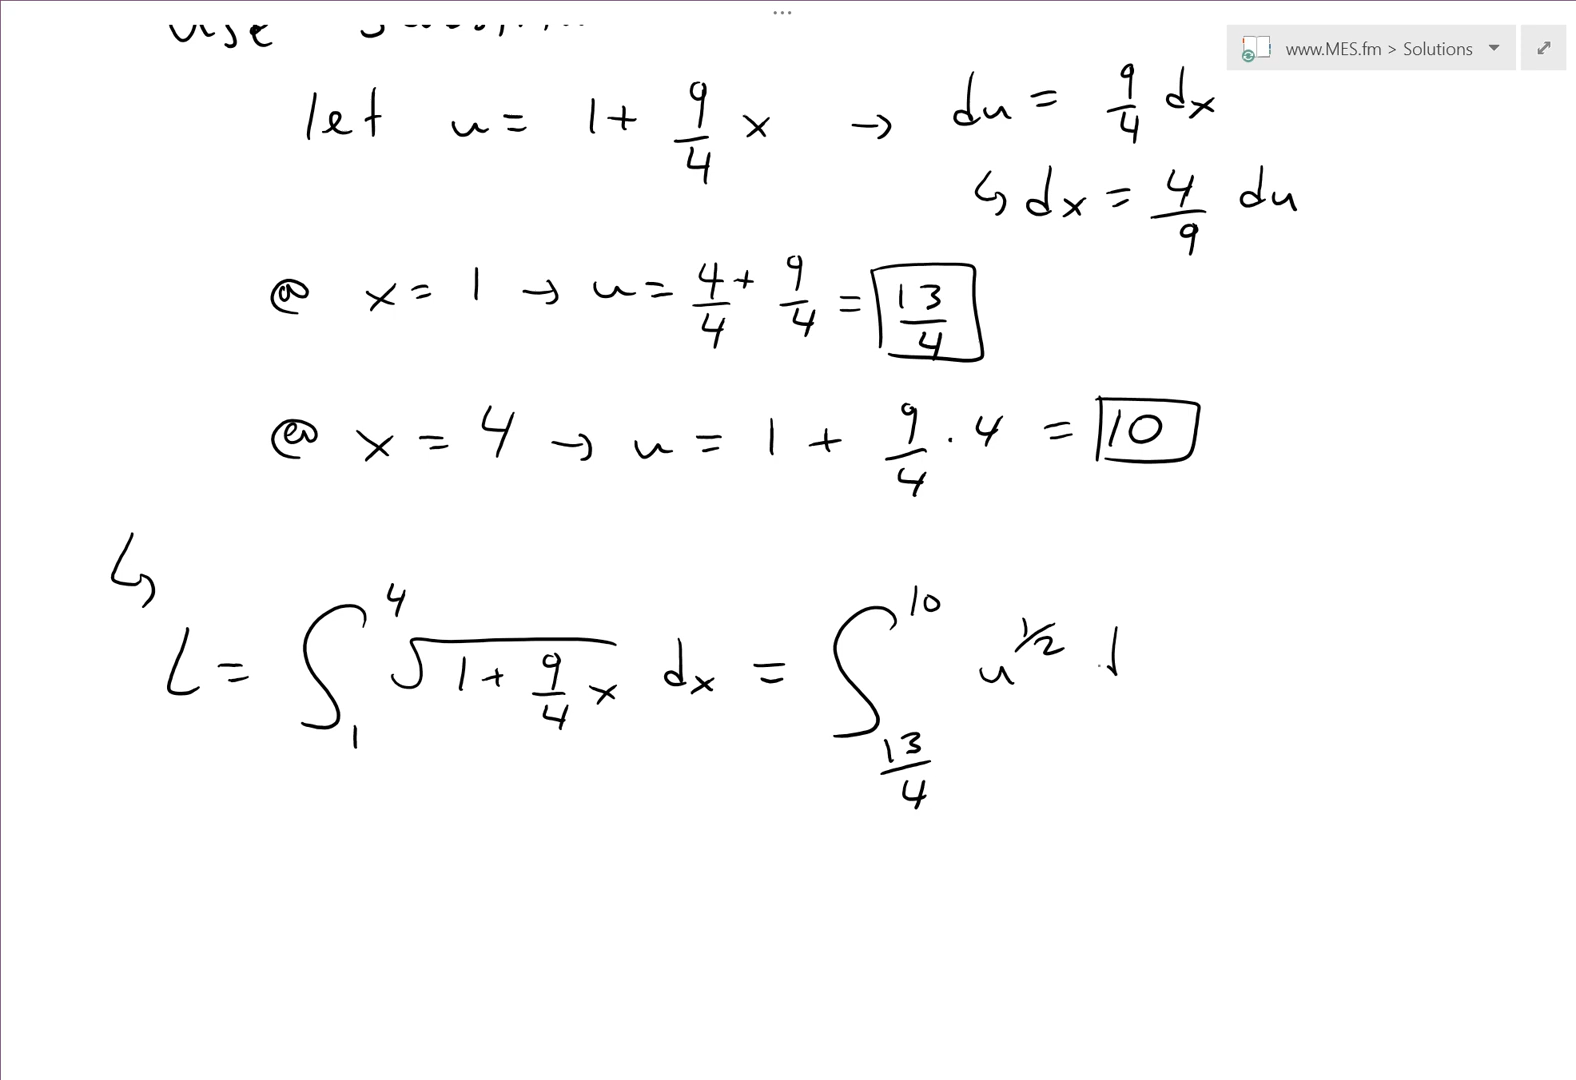 use
www.MES.fm > Solutions
let u = 1 + 9/4 x → du = 9/4 dx
↳ dx = 4/9 du
@ x = 1 → u = 4/4 + 9/4 = 13/4
@ x = 4 → u = 1 + 9/4 · 4 = 10
↳
L = ∫₁⁴ √(1 + 9/4 x) dx = ∫_{13/4}^{10} u^{1/2}